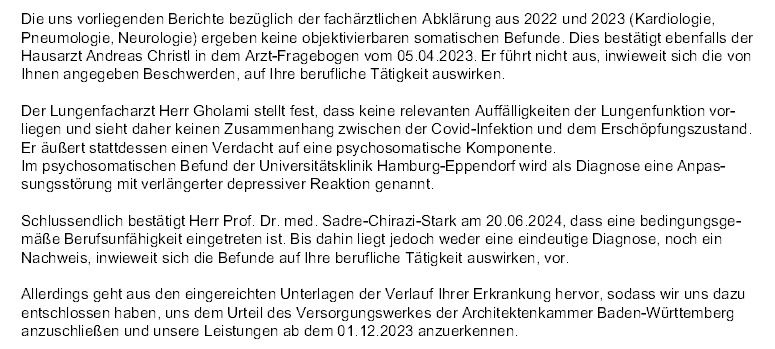 Die uns vorliegenden Berichte bezüglich der fachärztlichen Abklärung aus 2022 und 2023 (Kardiologie,
Pneumologie, Neurologie) ergeben keine objektivierbaren somatischen Befunde. Dies bestätigt ebenfalls der
Hausarzt Andreas Christl in dem Arzt-Fragebogen vom 05.04.2023. Er führt nicht aus, inwieweit sich die von
Ihnen angegeben Beschwerden, auf Ihre berufliche Tätigkeit auswirken.
Der Lungenfacharzt Herr Gholami stellt fest, dass keine relevanten Auffälligkeiten der Lungenfunktion vor-
liegen und sieht daher keinen Zusammenhang zwischen der Covid-Infektion und dem Erschöpfungszustand.
Er äußert stattdessen einen Verdacht auf eine psychosomatische Komponente.
Im psychosomatischen Befund der Universitätsklinik Hamburg-Eppendorf wird als Diagnose eine Anpas-
sungsstörung mit verlängerter depressiver Reaktion genannt.
Schlussendlich bestätigt Herr Prof. Dr. med. Sadre-Chirazi-Stark am 20.06.2024, dass eine bedingungsge-
mäße Berufsunfähigkeit eingetreten ist. Bis dahin liegt jedoch weder eine eindeutige Diagnose, noch ein
Nachweis, inwieweit sich die Befunde auf Ihre berufliche Tätigkeit auswirken, vor.
Allerdings geht aus den eingereichten Unterlagen der Verlauf Ihrer Erkrankung hervor, sodass wir uns dazu
entschlossen haben, uns dem Urteil des Versorgungswerkes der Architektenkammer Baden-Württemberg
anzuschließen und unsere Leistungen ab dem 01.12.2023 anzuerkennen.